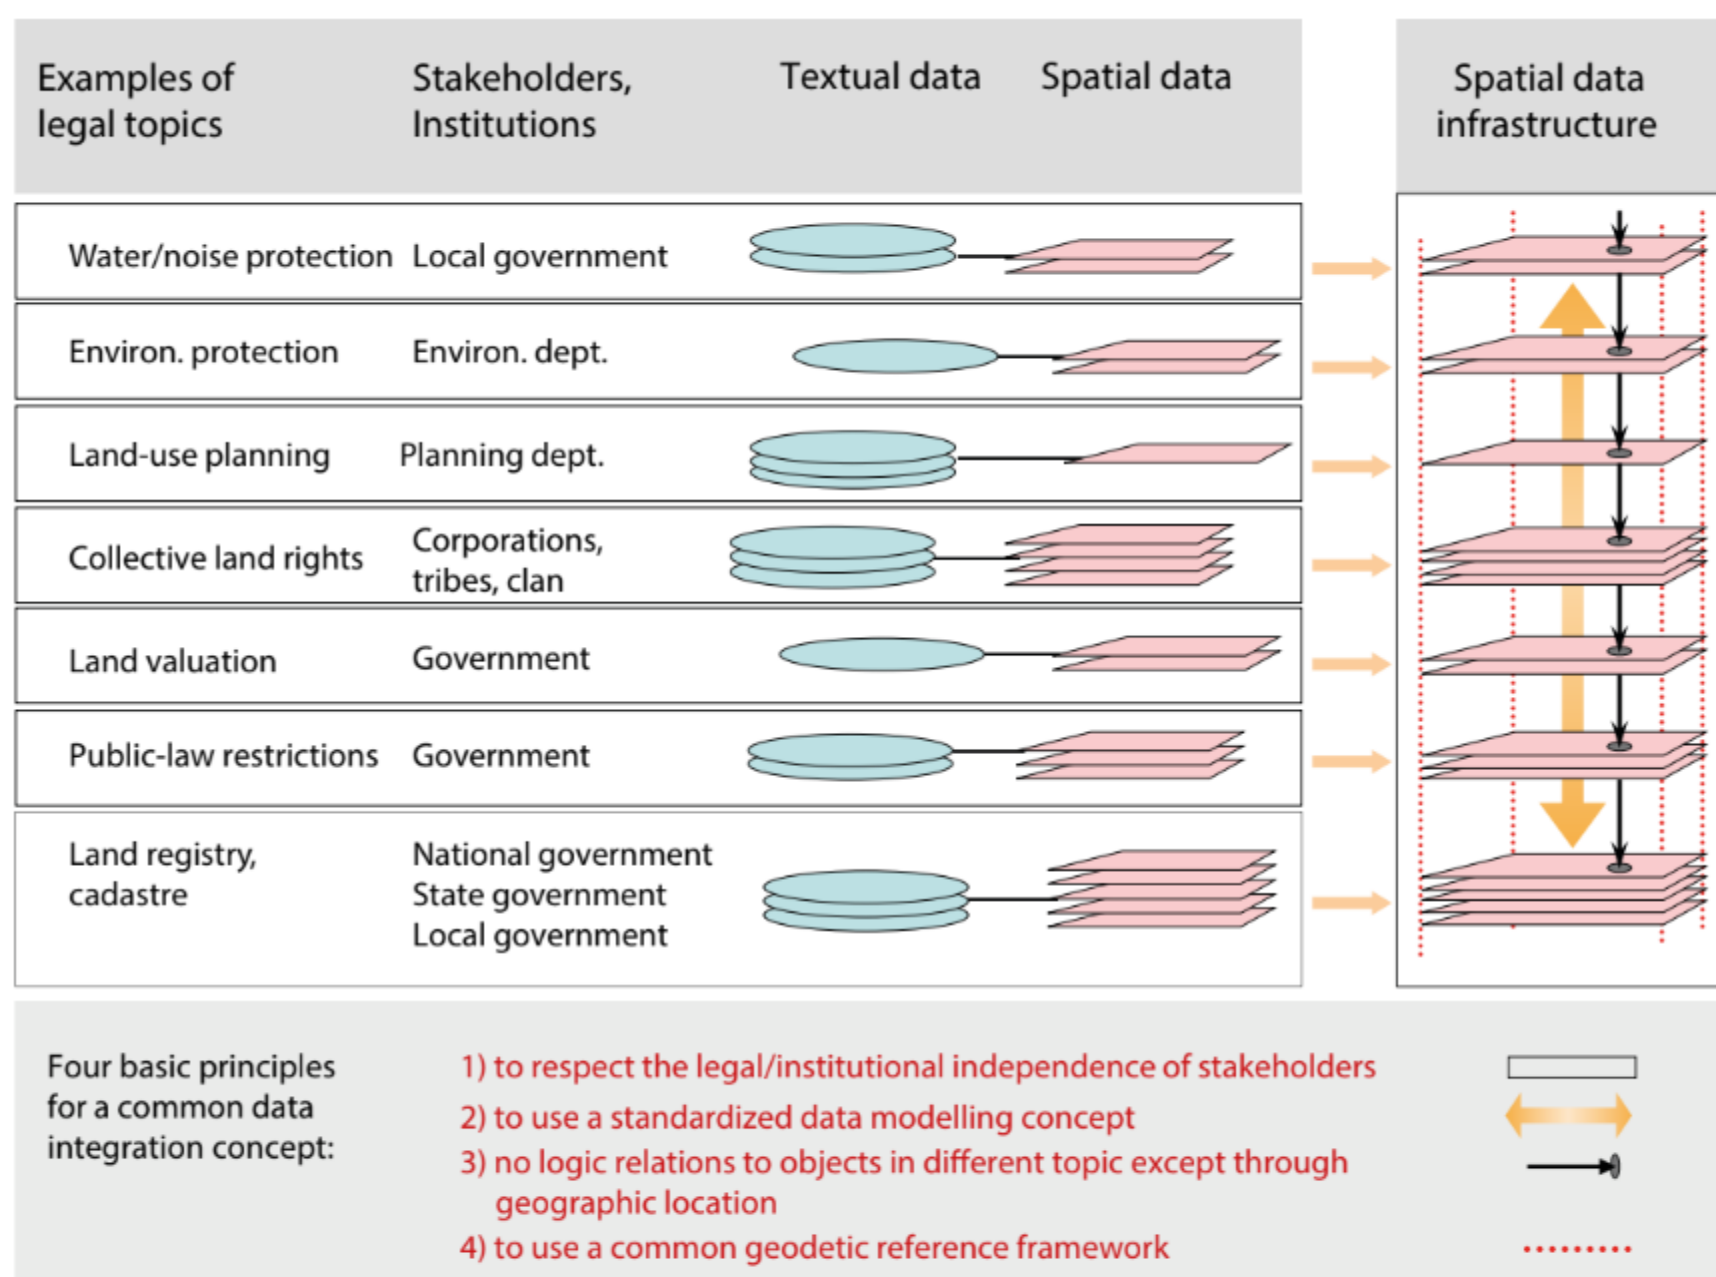 Examples of
legal topics
Stakeholders,
Institutions
Textual data
Spatial data
Spatial data
infrastructure
Water/noise protection
Local government
Environ. protection
Environ. dept.
Land-use planning
Planning dept.
Collective land rights
Corporations,
tribes, clan
Land valuation
Government
Public-law restrictions
Government
Land registry,
cadastre
National government
State government
Local government
Four basic principles
for a common data
integration concept:
1) to respect the legal/institutional independence of stakeholders
2) to use a standardized data modelling concept
3) no logic relations to objects in different topic except through
geographic location
4) to use a common geodetic reference framework